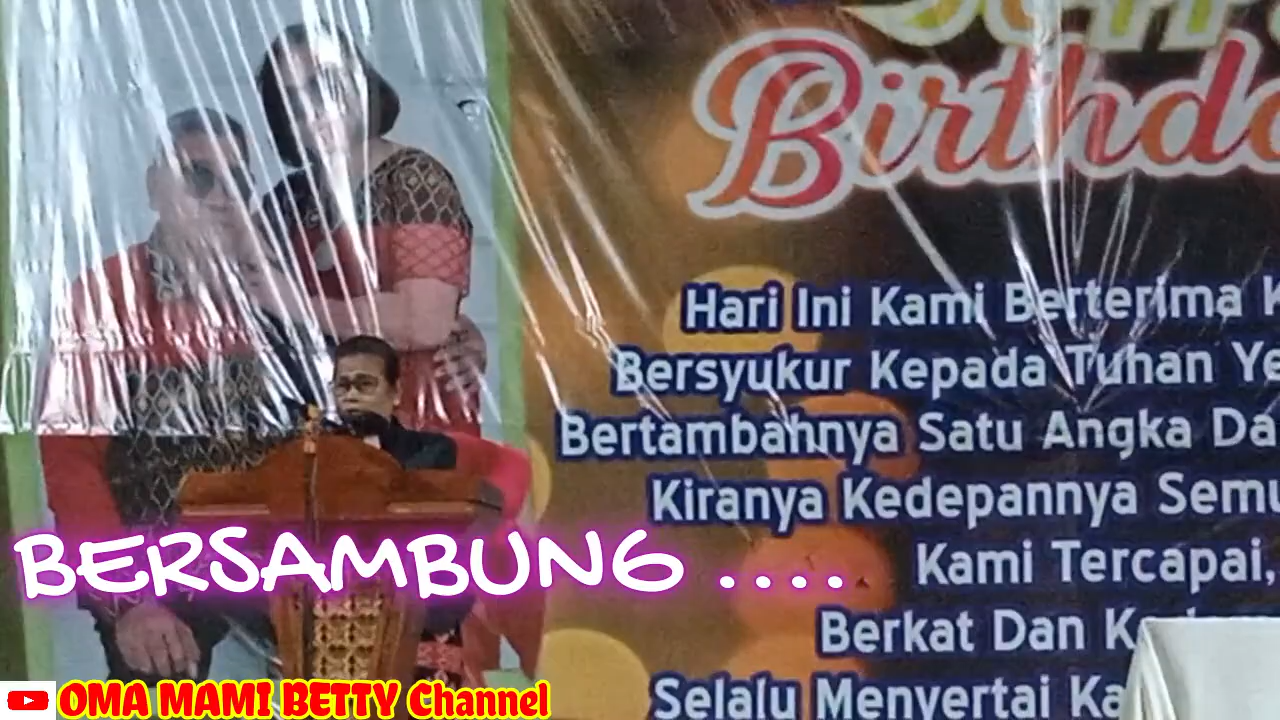 Birthda
Hari Ini Kami Berterima K
Bersyukur Kepada Tuhan Ye
Bertambahnya Satu Angka Da
Kiranya Kedepannya Semu
Kami Tercapai,
Berkat Dan
Selalu Menyertai Ka
BERSAMBUNG ....
OMA MAMI BETTY Channel